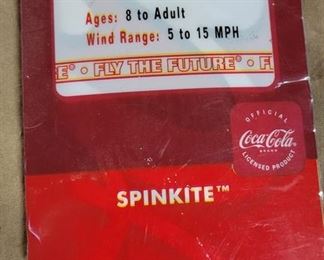 Ages: 8 to Adult
Wind Range: 5 to 15 MPH
E® • FLY THE FUTURE® • F
OFFICIAL
Coca-Cola
BRAND
LICENSED PRODUCT
SPINKITE™